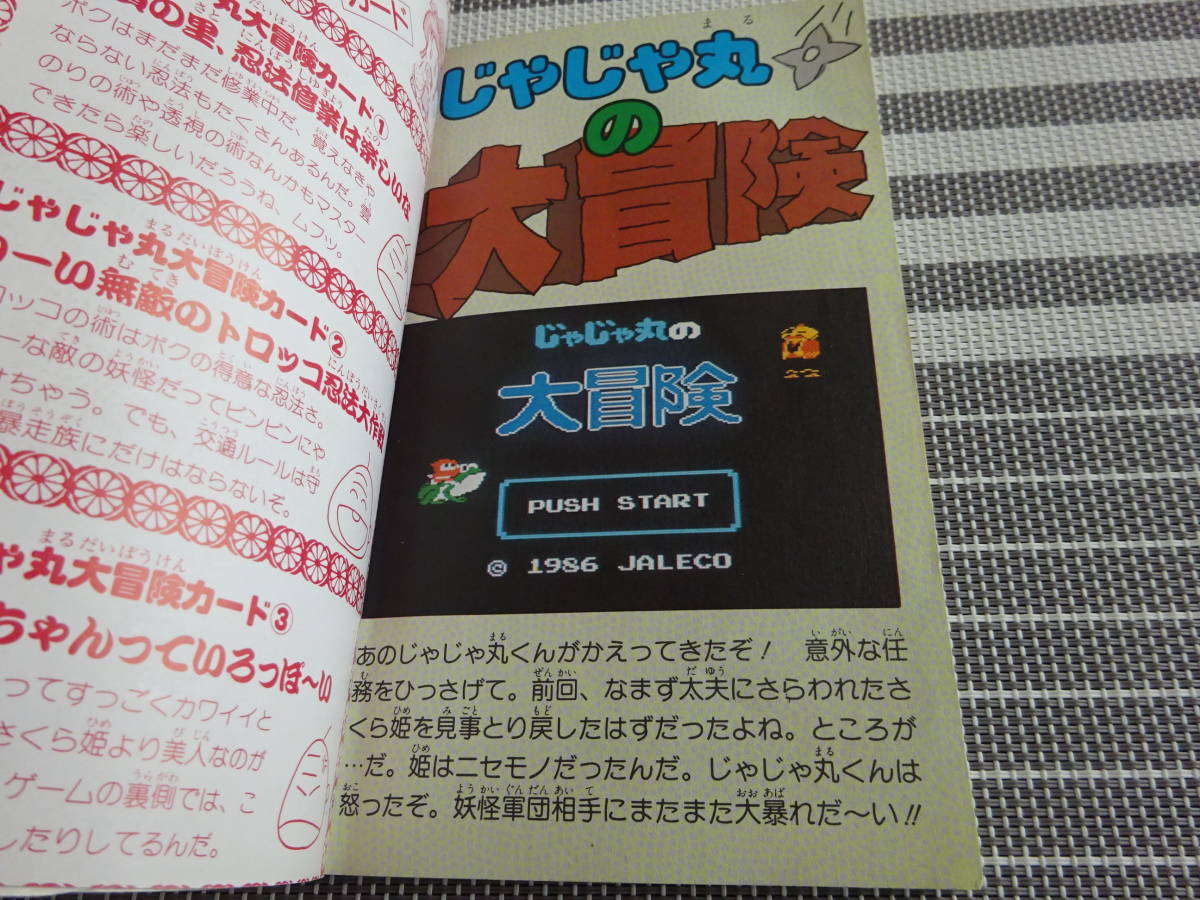 カード
丸大冒険カード①
の里、忍法修業は楽しいな
ボクはまだまだ修業中だ、覚えなきゃ
ならない忍法もたくさんあるんだ。雲
のりの術や透視の術なんかもマスター
できたら楽しいだろうね、ムフッ。
じゃじゃ丸大冒険カード②
りーい無敵のトロッコ忍法大作戦
ロッコの術はボクの得意な忍法さ。
ーな敵の妖怪だってピンピンにや
ちゃう。でも、交通ルールは守
暴走族にだけはならないぞ。
ゃ丸大冒険カード③
ちゃんっていろっぽ〜い
ってすっごくカワイイと
さくら姫より美人なのが
ゲームの裏側では、こ
したりしてるんだ。
じゃじゃ丸
の
大冒険
じゃじゃ丸の
大冒険
PUSH START
© 1986 JALECO
あのじゃじゃ丸くんがかえってきたぞ! 意外な任
務をひっさげて。前回、なまず太夫にさらわれたさ
くら姫を見事とり戻したはずだったよね。ところが
…だ。姫はニセモノだったんだ。じゃじゃ丸くんは
怒ったぞ。妖怪軍団相手にまたまた大暴れだ〜い!!